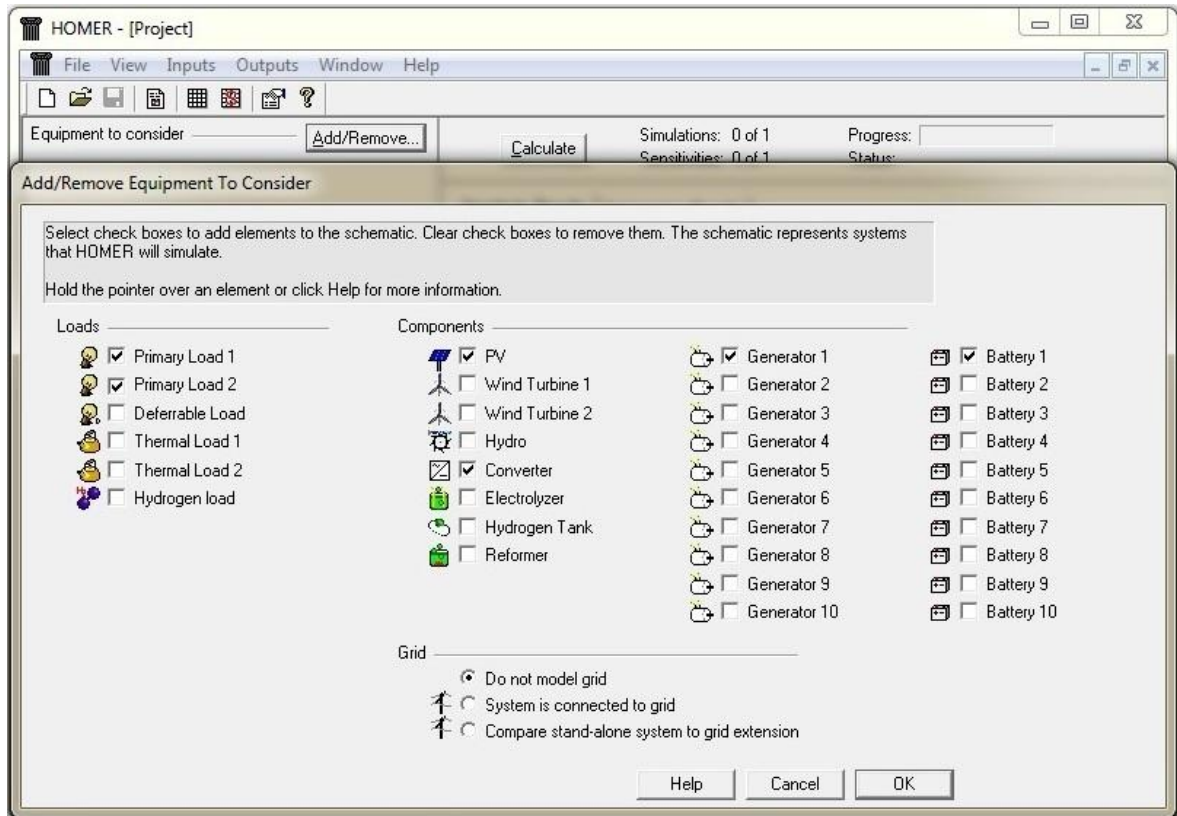 HOMER - [Project]
File View Inputs Outputs Window Help
Equipment to consider Add/Remove...
Calculate
Simulations: 0 of 1 Progress:
Sensitivities: 0 of 1 Status:
Add/Remove Equipment To Consider
Select check boxes to add elements to the schematic. Clear check boxes to remove them. The schematic represents systems
that HOMER will simulate.
Hold the pointer over an element or click Help for more information.
Loads
Primary Load 1
Primary Load 2
Deferrable Load
Thermal Load 1
Thermal Load 2
Hydrogen load
Components
PV
Wind Turbine 1
Wind Turbine 2
Hydro
Converter
Electrolyzer
Hydrogen Tank
Reformer
Generator 1
Generator 2
Generator 3
Generator 4
Generator 5
Generator 6
Generator 7
Generator 8
Generator 9
Generator 10
Battery 1
Battery 2
Battery 3
Battery 4
Battery 5
Battery 6
Battery 7
Battery 8
Battery 9
Battery 10
Grid
Do not model grid
System is connected to grid
Compare stand-alone system to grid extension
Help Cancel OK